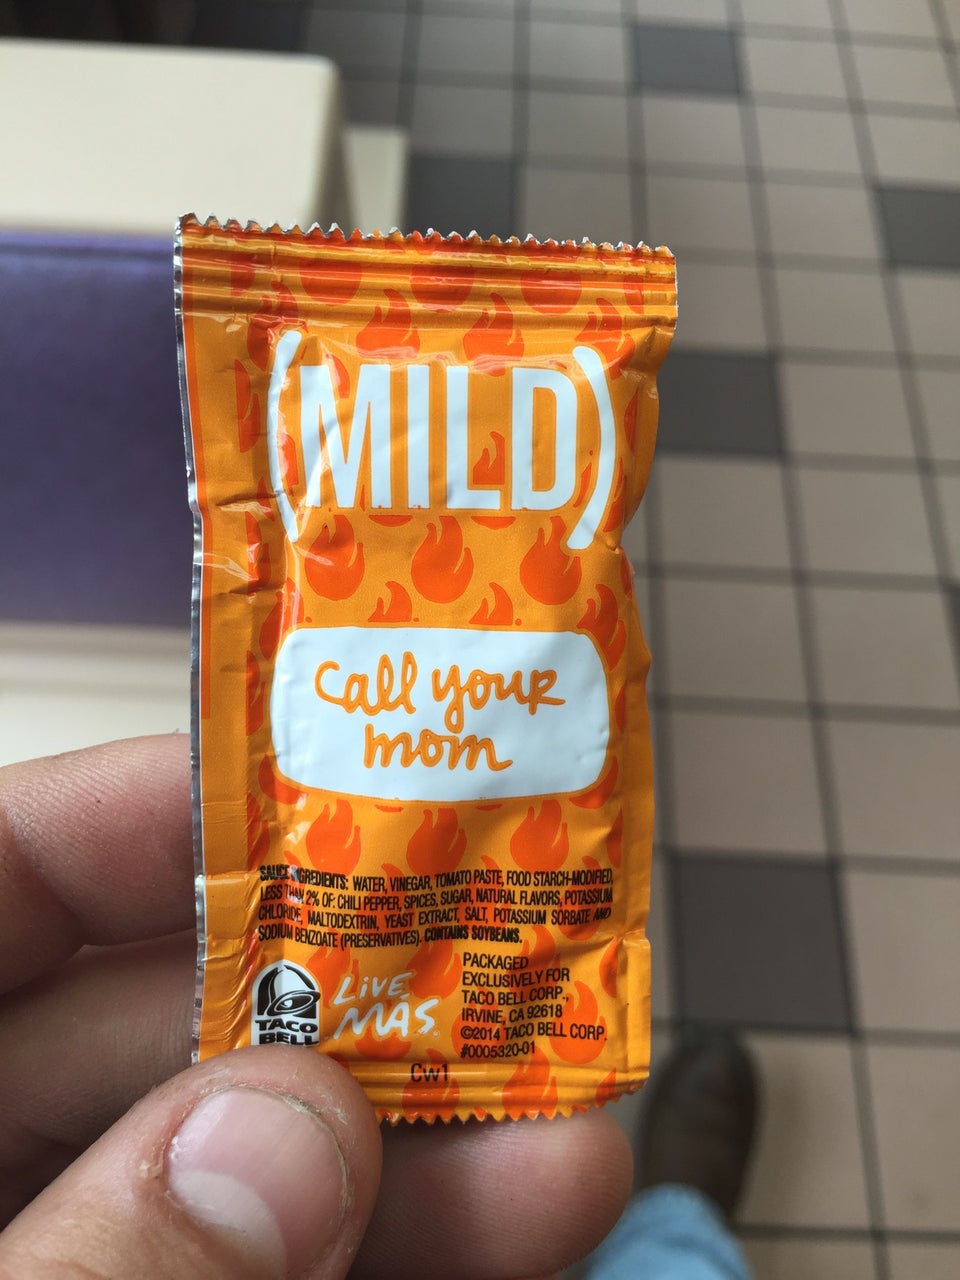 (MILD)
call your
mom
SAUCE INGREDIENTS: WATER, VINEGAR, TOMATO PASTE, FOOD STARCH-MODIFIED,
LESS THAN 2% OF: CHILI PEPPER, SPICES, SUGAR, NATURAL FLAVORS, POTASSIUM
CHLORIDE, MALTODEXTRIN, YEAST EXTRACT, SALT, POTASSIUM SORBATE AND
SODIUM BENZOATE (PRESERVATIVES). CONTAINS SOYBEANS.
TACO
BELL
LiVE
MÁS
PACKAGED
EXCLUSIVELY FOR
TACO BELL CORP.,
IRVINE, CA 92618
©2014 TACO BELL CORP.
#0005320-01
Cw1